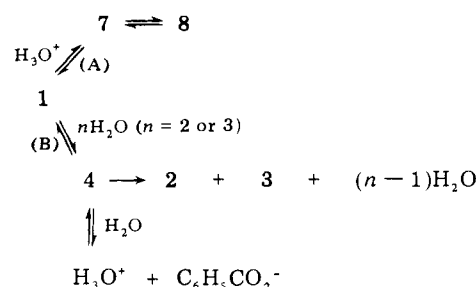 7 ⇌ 8
H₃O⁺ (A)
1
(B) nH₂O (n = 2 or 3)
4 → 2 + 3 + (n − 1)H₂O
H₂O
H₃O⁺ + C₆H₅CO₂⁻